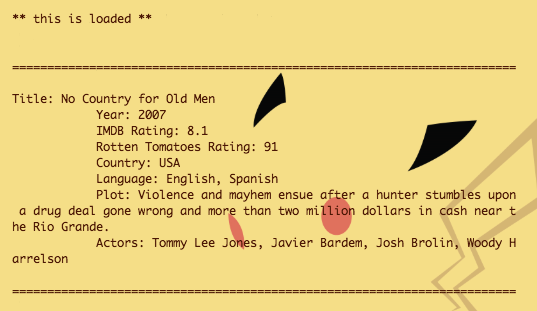 ** this is loaded **
================================================================
Title: No Country for Old Men
Year: 2007
IMDB Rating: 8.1
Rotten Tomatoes Rating: 91
Country: USA
Language: English, Spanish
Plot: Violence and mayhem ensue after a hunter stumbles upon
a drug deal gone wrong and more than two million dollars in cash near t
he Rio Grande.
Actors: Tommy Lee Jones, Javier Bardem, Josh Brolin, Woody H
arrelson
================================================================